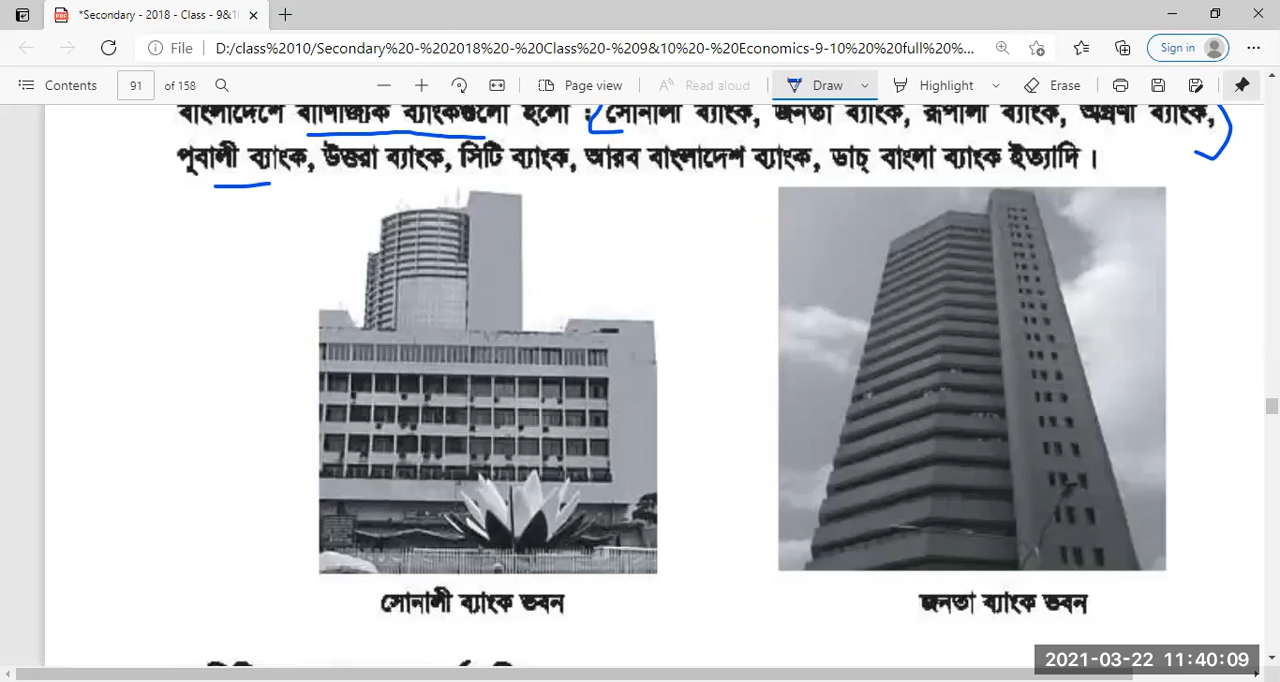 *Secondary - 2018 - Class - 9&1
File D:/class%2010/Secondary%20-%202018%20-%20Class%20-%209&10%20-%20Economics-9-10%20%20full%20%...
Sign in
Contents 91 of 158 Page view Read aloud Draw Highlight Erase
বাংলাদেশে বাণিজ্যিক ব্যাংকগুলো হলো : সোনালী ব্যাংক, জনতা ব্যাংক, রূপালী ব্যাংক, অগ্রণী ব্যাংক,
পূবালী ব্যাংক, উত্তরা ব্যাংক, সিটি ব্যাংক, আরব বাংলাদেশ ব্যাংক, ডাচ্ বাংলা ব্যাংক ইত্যাদি।
সোনালী ব্যাংক ভবন
জনতা ব্যাংক ভবন
2021-03-22 11:40:09